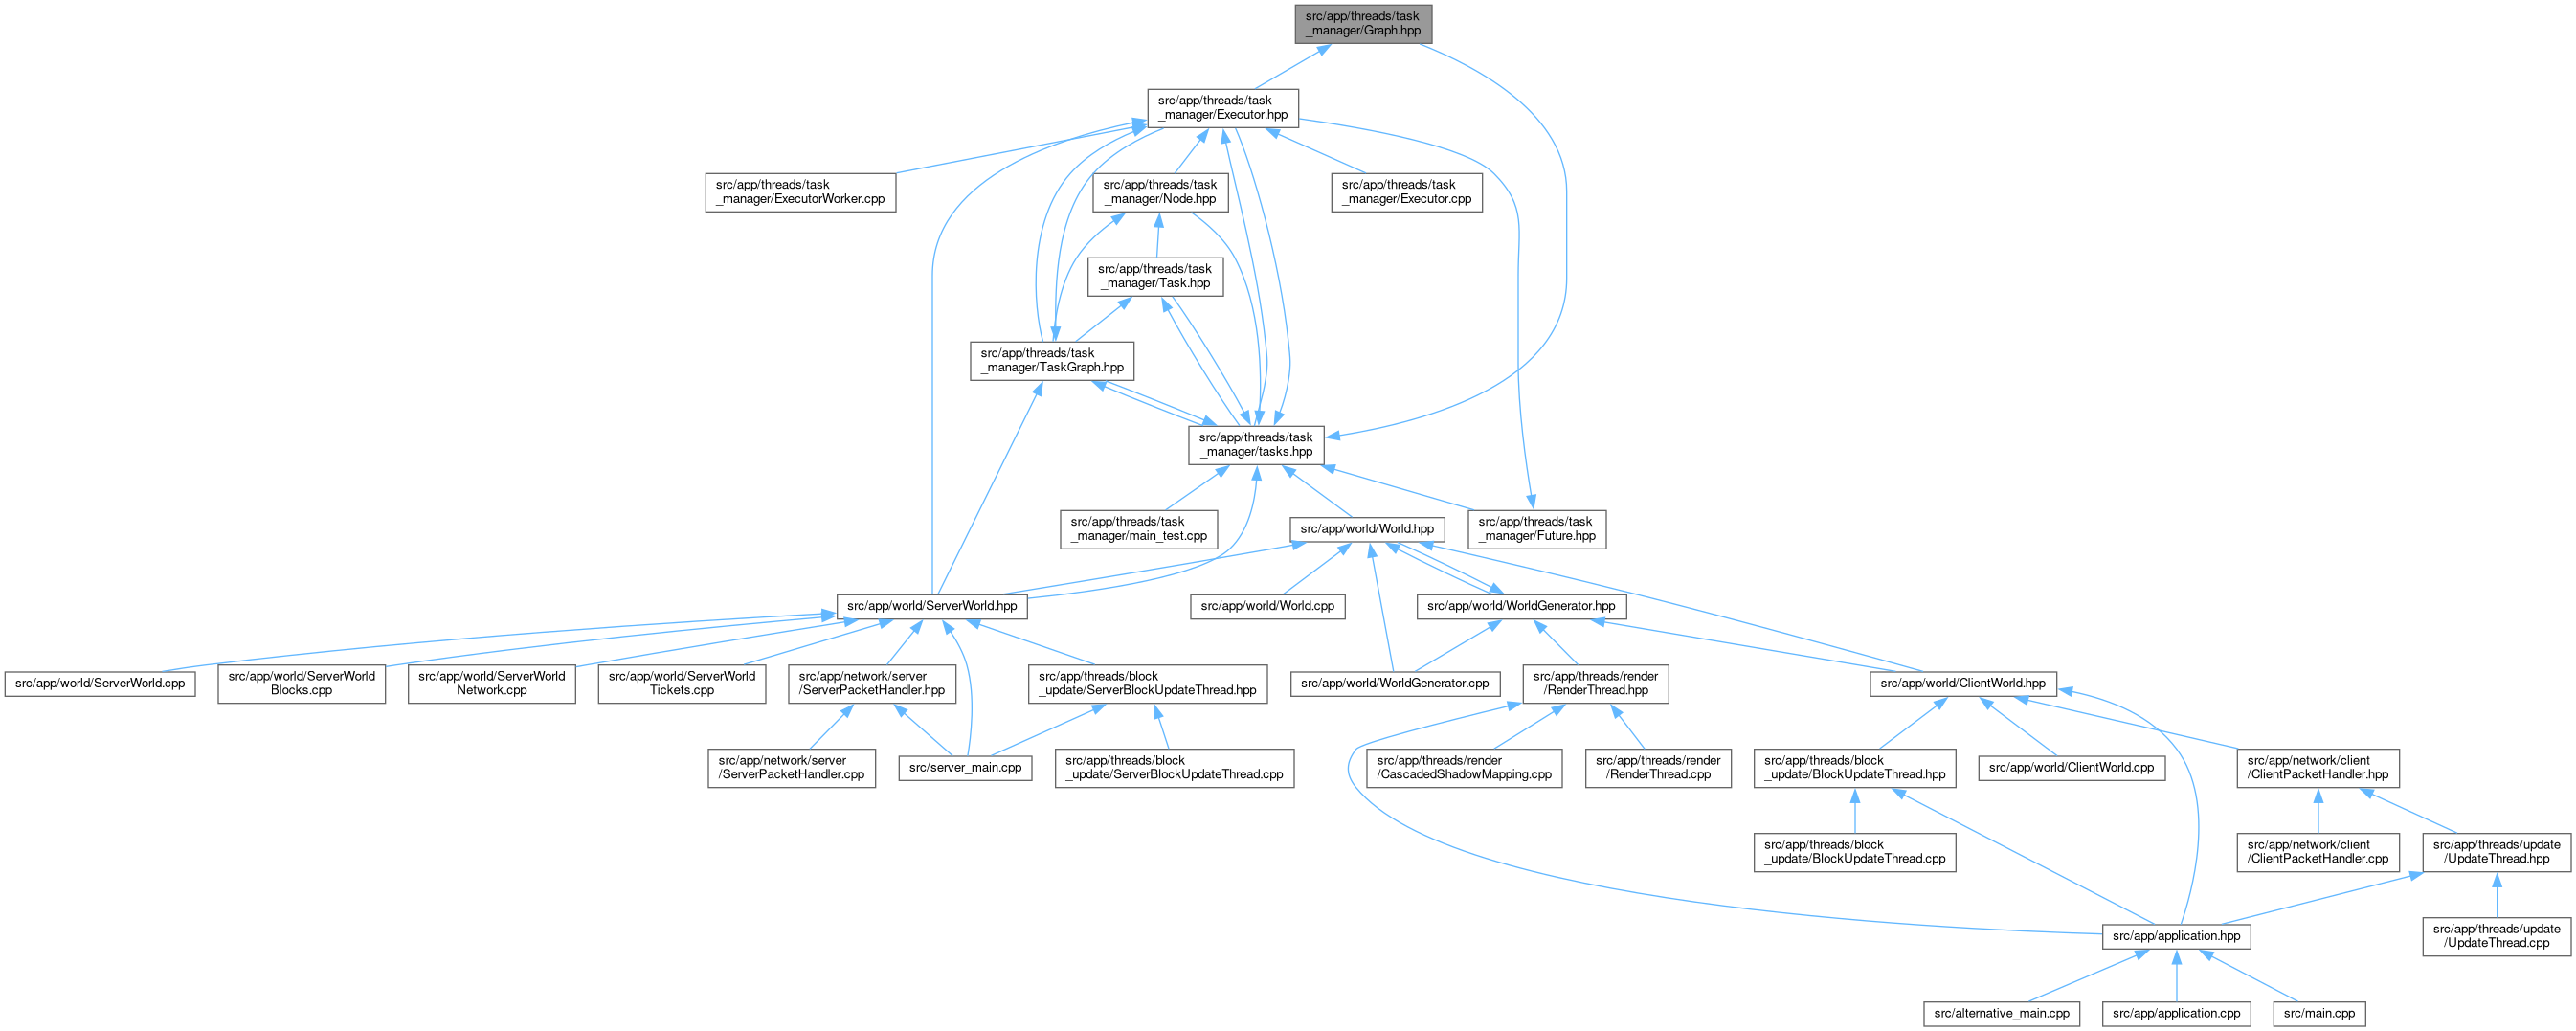 src/app/threads/task
_manager/Graph.hpp
src/app/threads/task
_manager/Executor.hpp
src/app/threads/task
_manager/ExecutorWorker.cpp
src/app/threads/task
_manager/Node.hpp
src/app/threads/task
_manager/Executor.cpp
src/app/threads/task
_manager/Task.hpp
src/app/threads/task
_manager/TaskGraph.hpp
src/app/threads/task
_manager/tasks.hpp
src/app/threads/task
_manager/main_test.cpp
src/app/world/World.hpp
src/app/threads/task
_manager/Future.hpp
src/app/world/ServerWorld.hpp
src/app/world/World.cpp
src/app/world/WorldGenerator.hpp
src/app/world/ServerWorld.cpp
src/app/world/ServerWorld
Blocks.cpp
src/app/world/ServerWorld
Network.cpp
src/app/world/ServerWorld
Tickets.cpp
src/app/network/server
/ServerPacketHandler.hpp
src/app/threads/block
_update/ServerBlockUpdateThread.hpp
src/app/world/WorldGenerator.cpp
src/app/threads/render
/RenderThread.hpp
src/app/world/ClientWorld.hpp
src/app/network/server
/ServerPacketHandler.cpp
src/server_main.cpp
src/app/threads/block
_update/ServerBlockUpdateThread.cpp
src/app/threads/render
/CascadedShadowMapping.cpp
src/app/threads/render
/RenderThread.cpp
src/app/threads/block
_update/BlockUpdateThread.hpp
src/app/world/ClientWorld.cpp
src/app/network/client
/ClientPacketHandler.hpp
src/app/threads/block
_update/BlockUpdateThread.cpp
src/app/network/client
/ClientPacketHandler.cpp
src/app/threads/update
/UpdateThread.hpp
src/app/application.hpp
src/app/threads/update
/UpdateThread.cpp
src/alternative_main.cpp
src/app/application.cpp
src/main.cpp